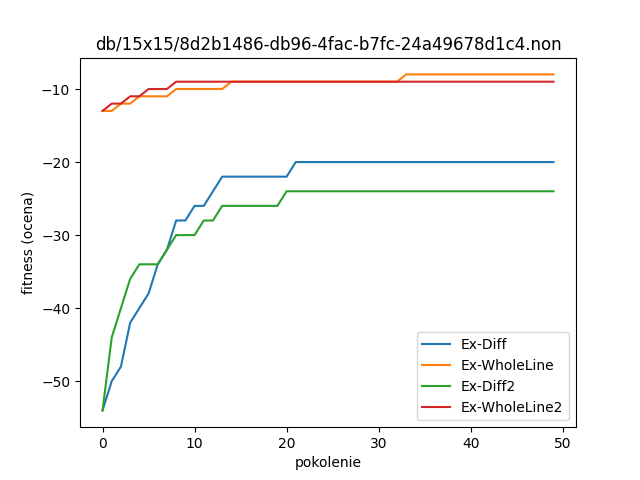 db/15x15/8d2b1486-db96-4fac-b7fc-24a49678d1c4.non
−10
−20
−30
−40
−50
fitness (ocena)
Ex-Diff
Ex-WholeLine
Ex-Diff2
Ex-WholeLine2
0 10 20 30 40 50
pokolenie